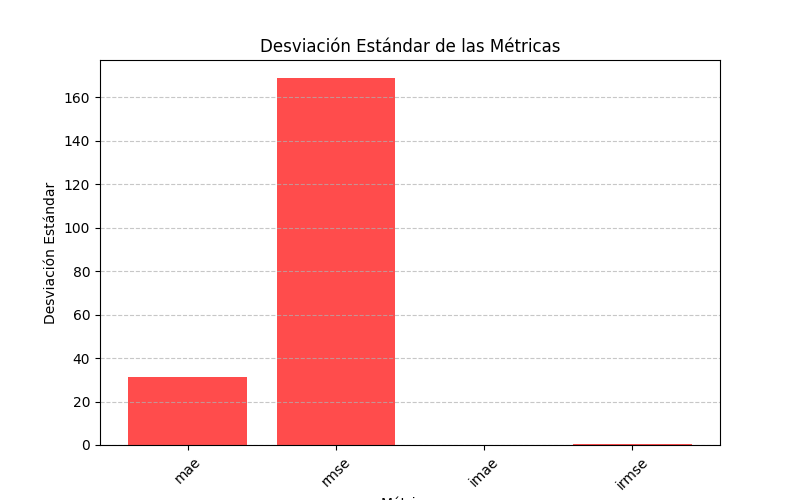 Desviación Estándar de las Métricas
Desviación Estándar
160
140
120
100
80
60
40
20
0
mae
rmse
imae
irmse